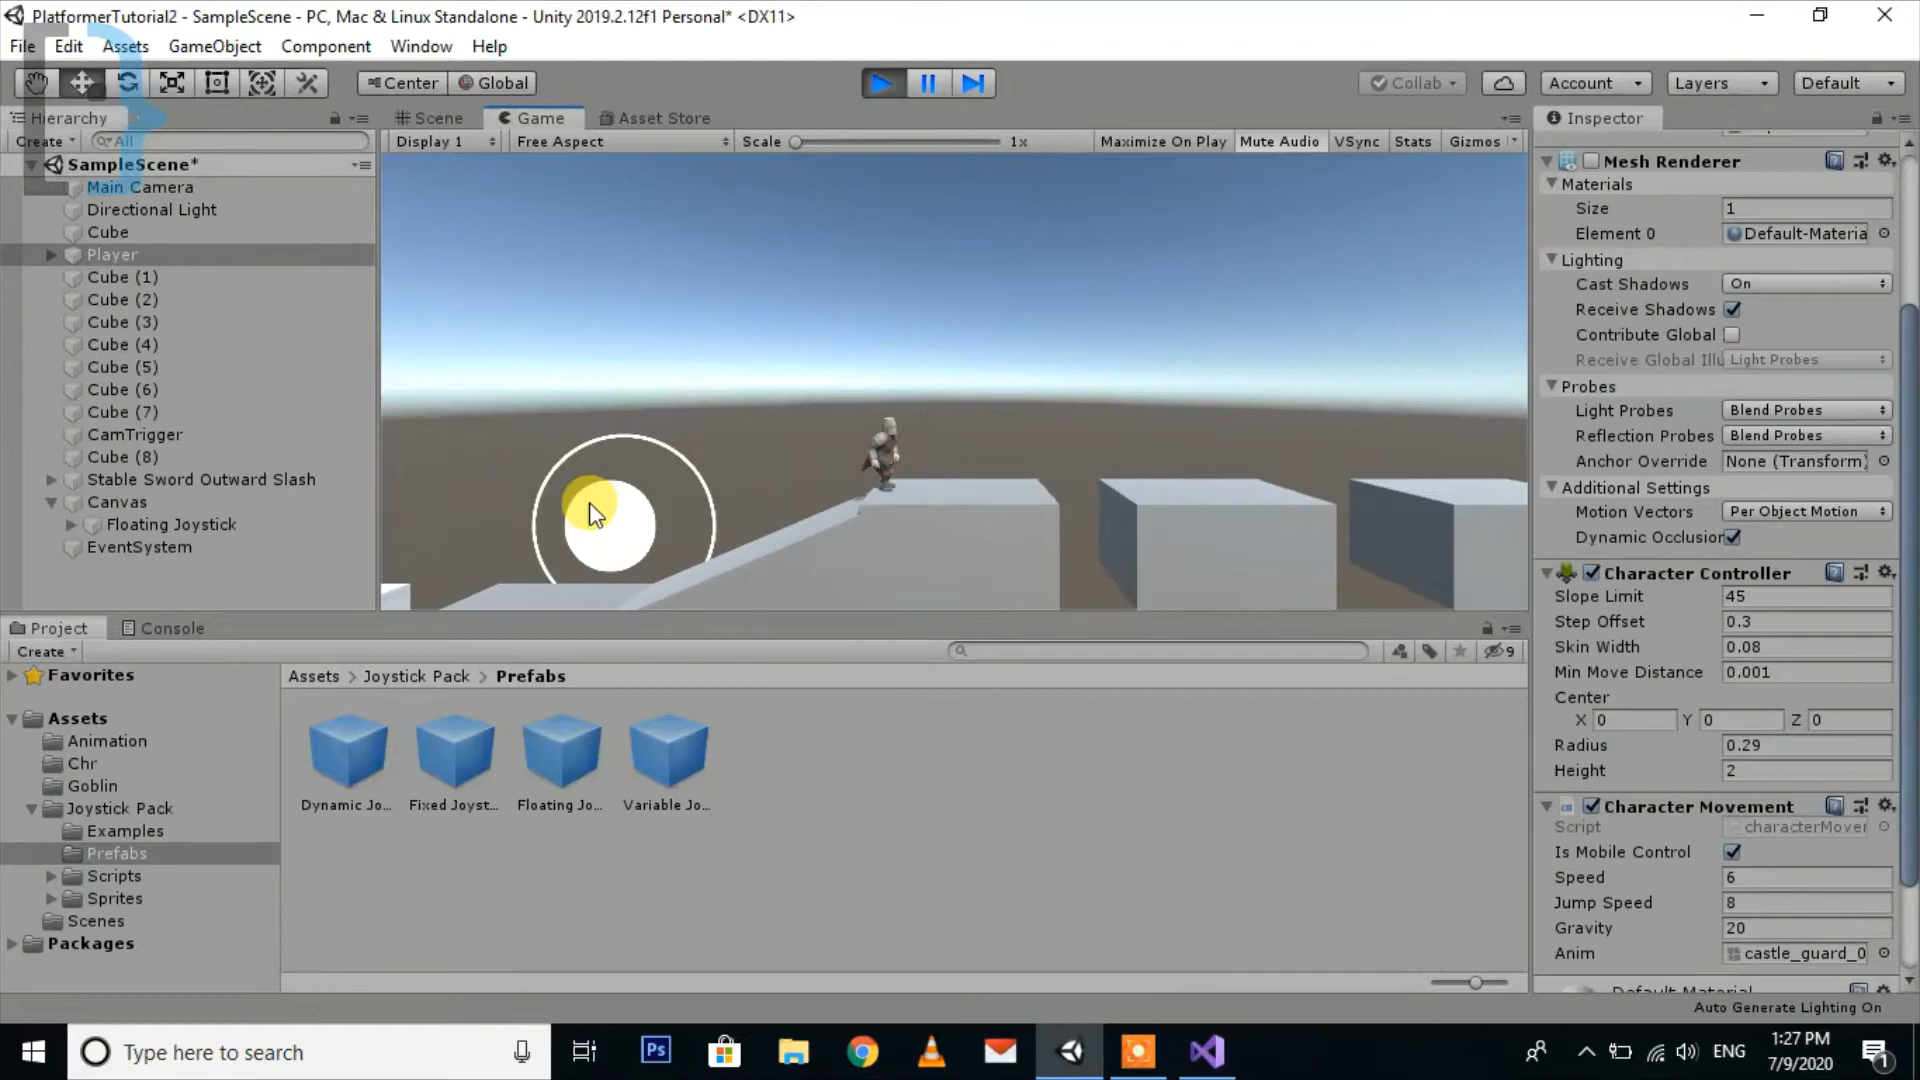 PlatformerTutorial2 - SampleScene - PC, Mac & Linux Standalone - Unity 2019.2.12f1 Personal* <DX11>
File Edit Assets GameObject Component Window Help
Center Global Collab Account Layers Default
Hierarchy
Create All
SampleScene*
Main Camera
Directional Light
Cube
Player
Cube (1)
Cube (2)
Cube (3)
Cube (4)
Cube (5)
Cube (6)
Cube (7)
CamTrigger
Cube (8)
Stable Sword Outward Slash
Canvas
Floating Joystick
EventSystem
Scene Game Asset Store
Display 1 Free Aspect Scale 1x Maximize On Play Mute Audio VSync Stats Gizmos
Inspector
Mesh Renderer
Materials
Size 1
Element 0 Default-Materia
Lighting
Cast Shadows On
Receive Shadows
Contribute Global
Receive Global Illu Light Probes
Probes
Light Probes Blend Probes
Reflection Probes Blend Probes
Anchor Override None (Transform)
Additional Settings
Motion Vectors Per Object Motion
Dynamic Occlusion
Character Controller
Slope Limit 45
Step Offset 0.3
Skin Width 0.08
Min Move Distance 0.001
Center
X 0 Y 0 Z 0
Radius 0.29
Height 2
Character Movement
Script characterMover
Is Mobile Control
Speed 6
Jump Speed 8
Gravity 20
Anim castle_guard_0
Default-Material
Auto Generate Lighting On
Project Console
Create 9
Favorites
Assets
Animation
Chr
Goblin
Joystick Pack
Examples
Prefabs
Scripts
Sprites
Scenes
Packages
Assets > Joystick Pack > Prefabs
Dynamic Jo... Fixed Joyst... Floating Jo... Variable Jo...
Type here to search
Ps
ENG
1:27 PM
7/9/2020
1